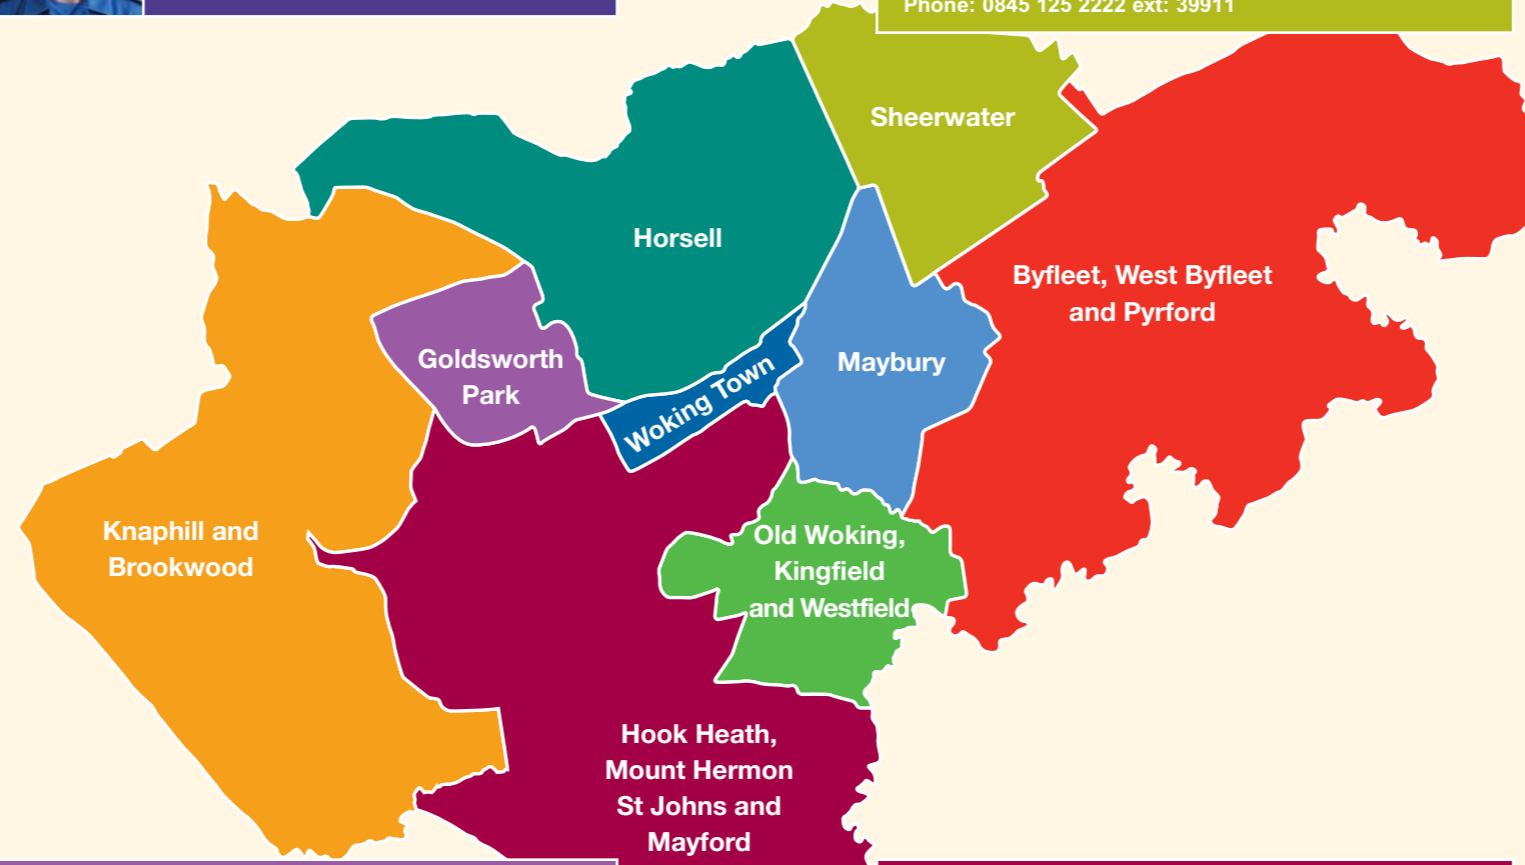 Phone: 0845 125 2222 ext: 39911
Sheerwater
Horsell
Byfleet, West Byfleet
and Pyrford
Goldsworth
Park
Woking Town
Maybury
Knaphill and
Brookwood
Old Woking,
Kingfield
and Westfield
Hook Heath,
Mount Hermon
St Johns and
Mayford